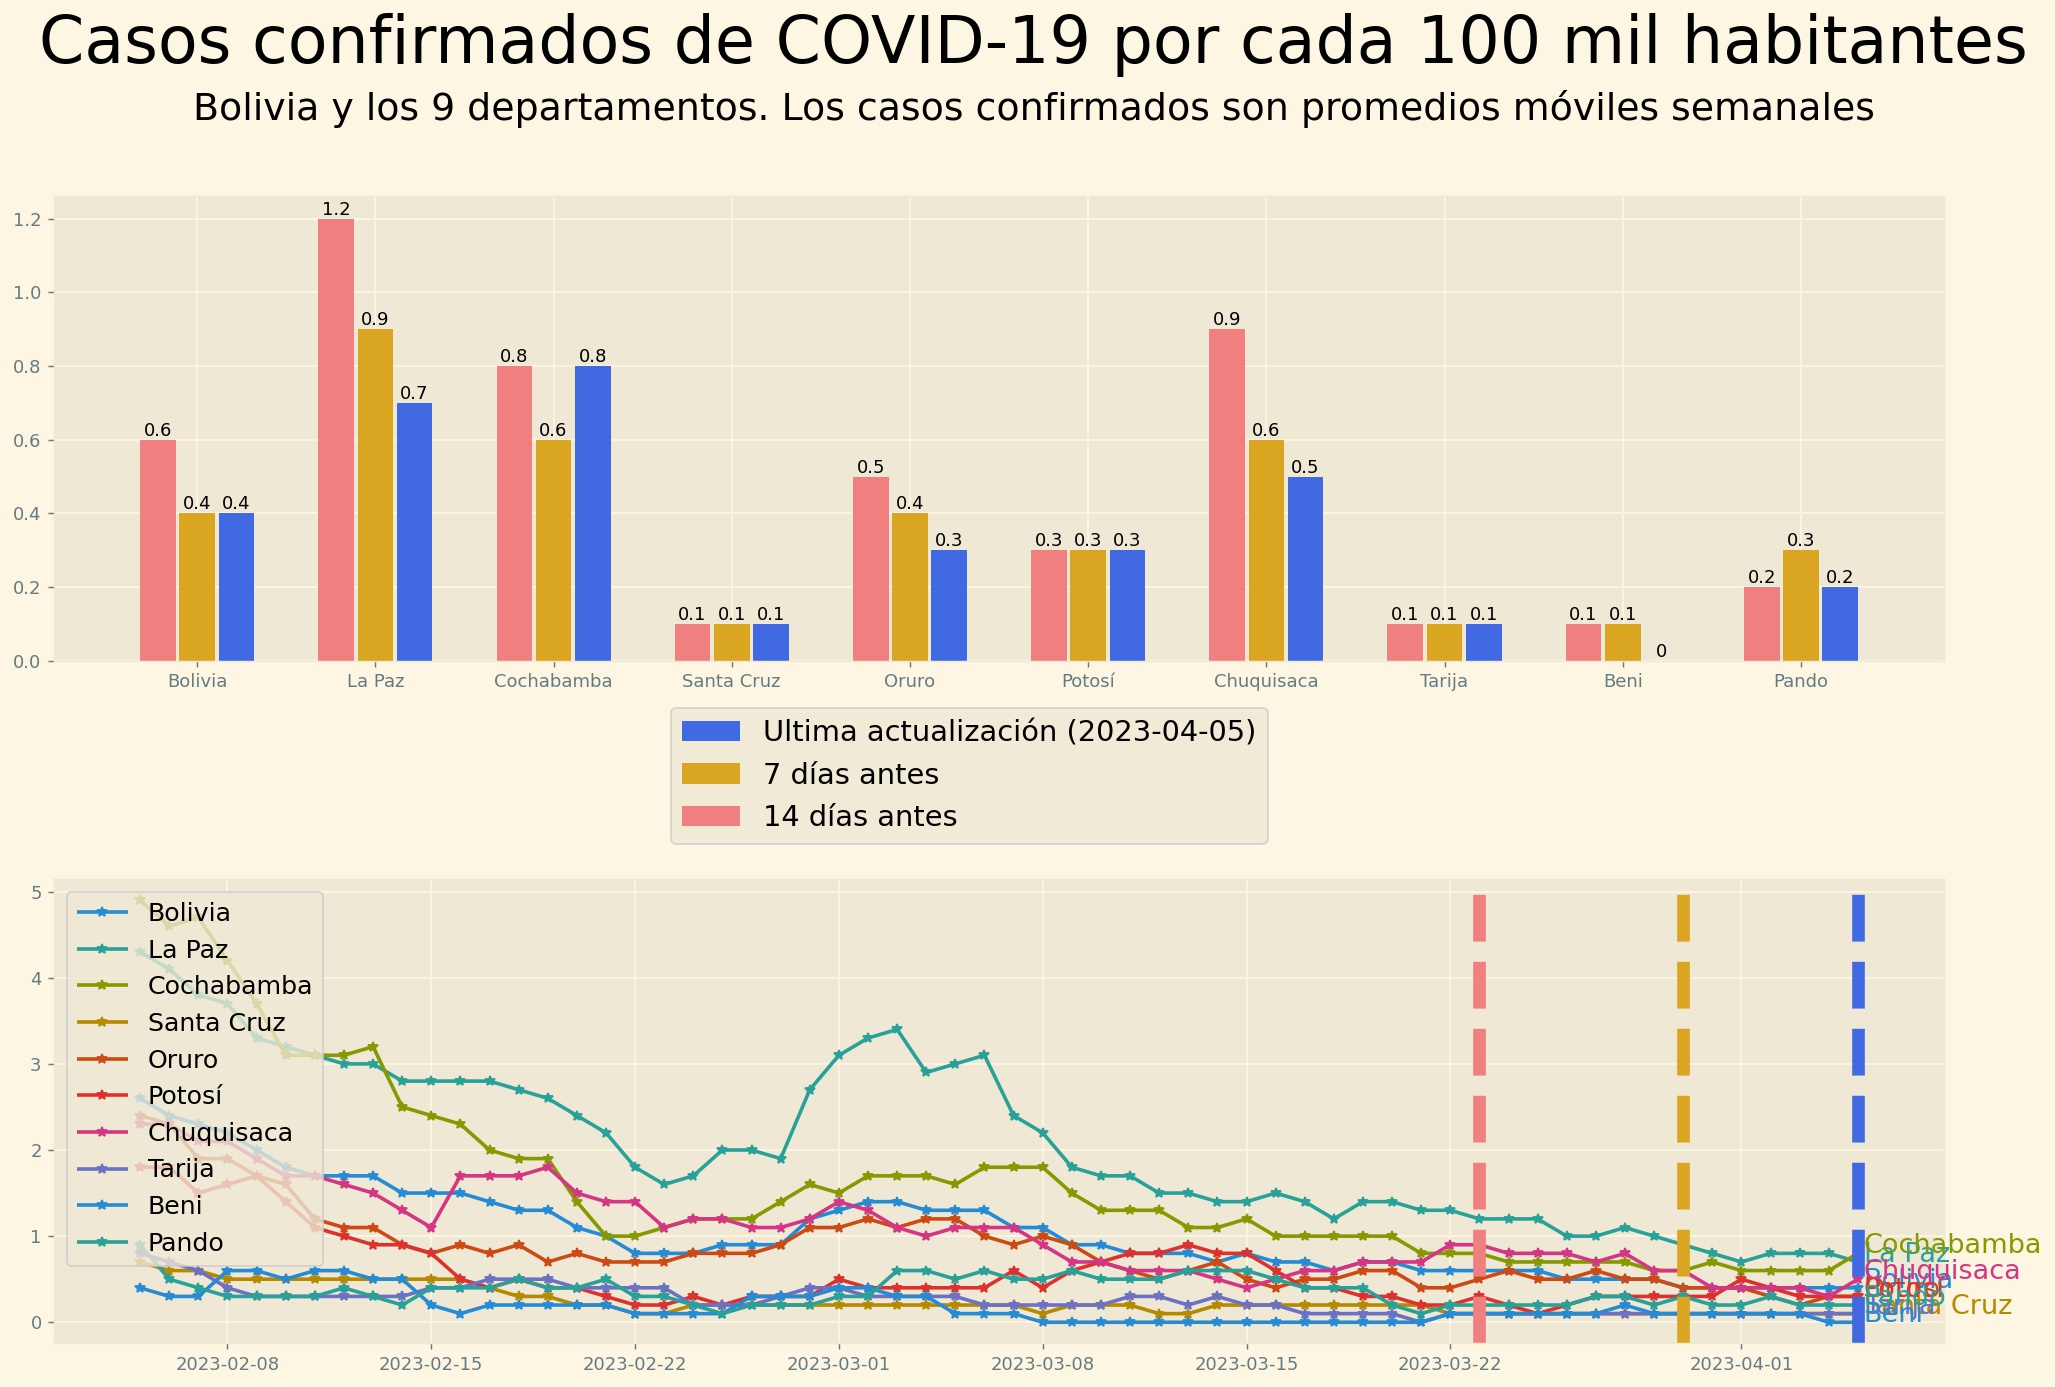 Casos confirmados de COVID-19 por cada 100 mil habitantes
Bolivia y los 9 departamentos. Los casos confirmados son promedios móviles semanales
1.2
1.0
0.8
0.6
0.4
0.2
0.0
0.6 0.4 0.4
1.2 0.9 0.7
0.8 0.6 0.8
0.1 0.1 0.1
0.5 0.4 0.3
0.3 0.3 0.3
0.9 0.6 0.5
0.1 0.1 0.1
0.1 0.1 0
0.2 0.3 0.2
Bolivia La Paz Cochabamba Santa Cruz Oruro Potosí Chuquisaca Tarija Beni Pando
Ultima actualización (2023-04-05)
7 días antes
14 días antes
5
4
3
2
1
0
Bolivia
La Paz
Cochabamba
Santa Cruz
Oruro
Potosí
Chuquisaca
Tarija
Beni
Pando
Cochabamba
La Paz
Chuquisaca
Bolivia
Cruz
Beni
2023-02-08 2023-02-15 2023-02-22 2023-03-01 2023-03-08 2023-03-15 2023-03-22 2023-04-01